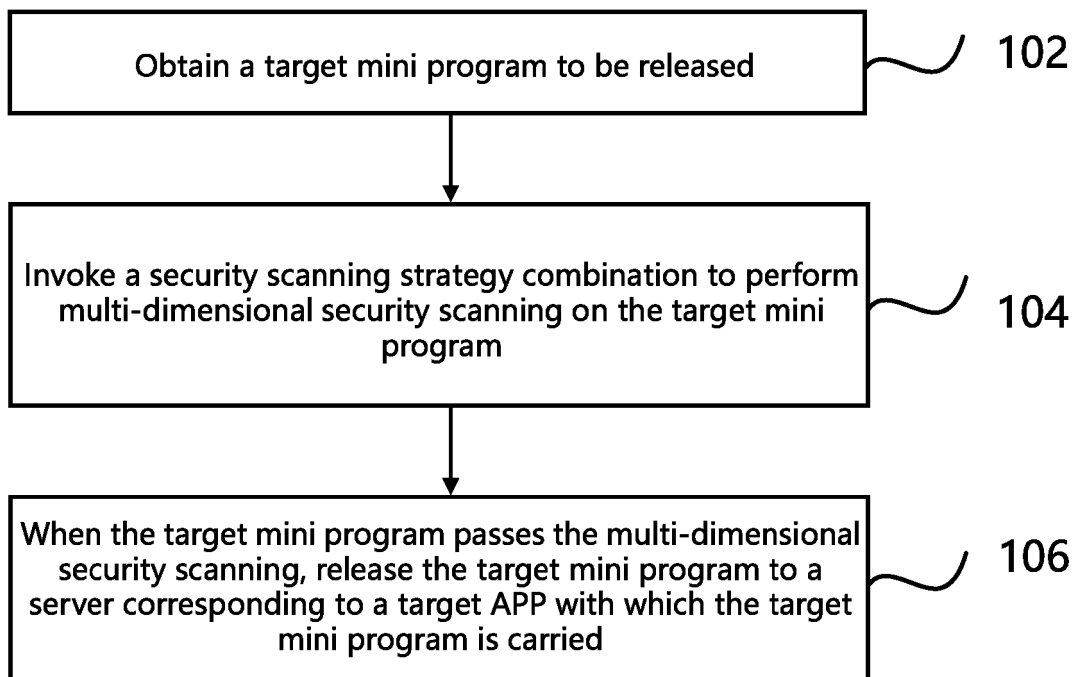 Obtain a target mini program to be released
102
Invoke a security scanning strategy combination to perform
multi-dimensional security scanning on the target mini
program
104
When the target mini program passes the multi-dimensional
security scanning, release the target mini program to a
server corresponding to a target APP with which the target
mini program is carried
106